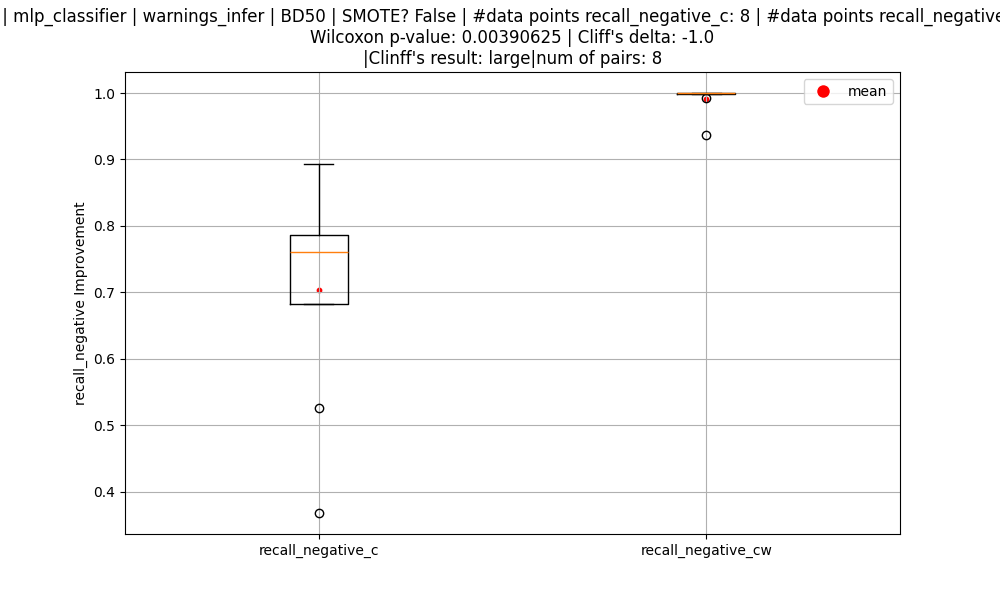 | mlp_classifier | warnings_infer | BD50 | SMOTE? False | #data points recall_negative_c: 8 | #data points recall_negative
Wilcoxon p-value: 0.00390625 | Cliff's delta: -1.0
|Clinff's result: large|num of pairs: 8
mean
1.0
0.9
0.8
0.7
0.6
0.5
0.4
recall_negative Improvement
recall_negative_c
recall_negative_cw